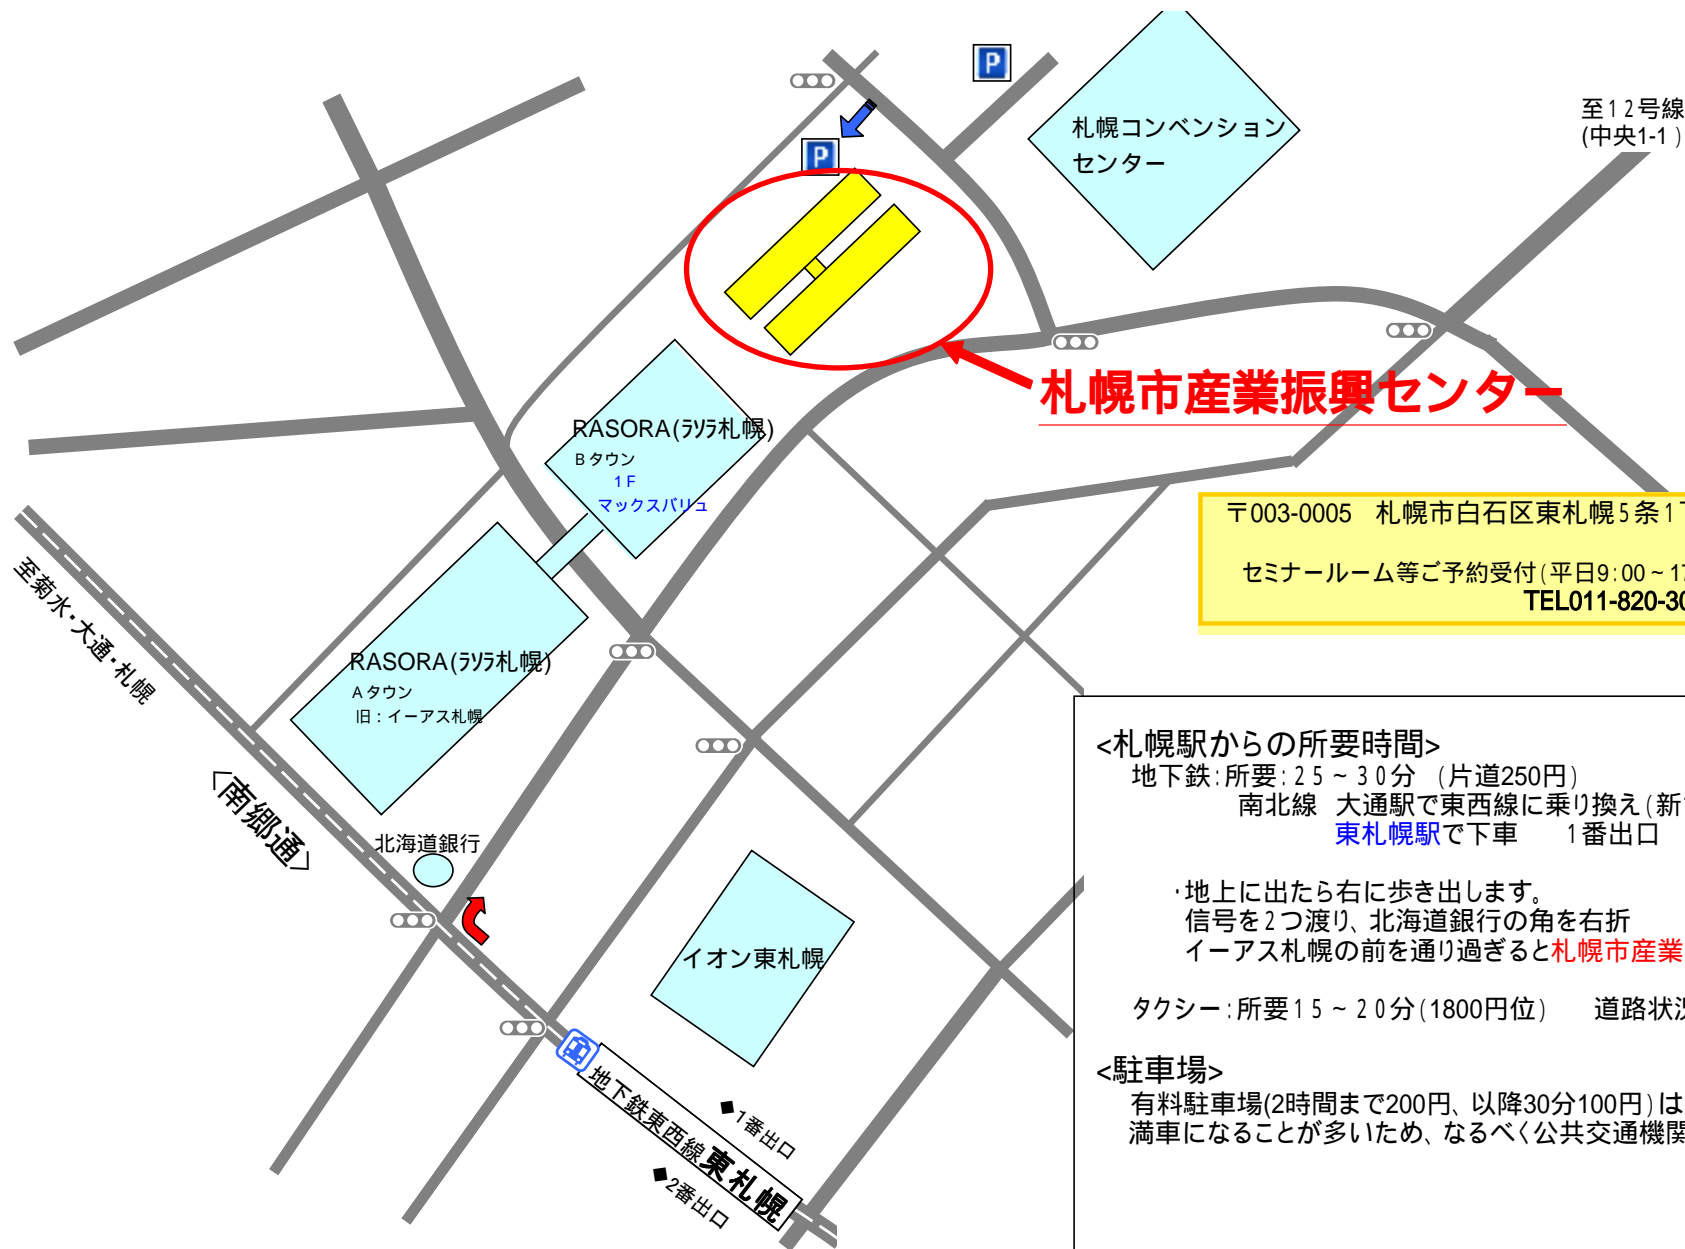 P
P
札幌コンベンション
センター
至12号線
(中央1-1)
札幌市産業振興センター
RASORA(ﾗｿﾗ札幌)
Bタウン
1F
マックスバリュ
〒003-0005 札幌市白石区東札幌5条1
セミナールーム等ご予約受付(平日9:00~17
TEL011-820-30
至菊水・大通・札幌
RASORA(ﾗｿﾗ札幌)
Aタウン
旧:イーアス札幌
<南郷通>
北海道銀行
イオン東札幌
地下鉄東西線東札幌
■1番出口
■2番出口
<札幌駅からの所要時間>
地下鉄:所要:25~30分 (片道250円)
南北線 大通駅で東西線に乗り換え(新
東札幌駅で下車 1番出口
・地上に出たら右に歩き出します。
信号を2つ渡り、北海道銀行の角を右折
イーアス札幌の前を通り過ぎると札幌市産業
タクシー:所要15~20分(1800円位) 道路状況
<駐車場>
有料駐車場(2時間まで200円、以降30分100円)は
満車になることが多いため、なるべく公共交通機関